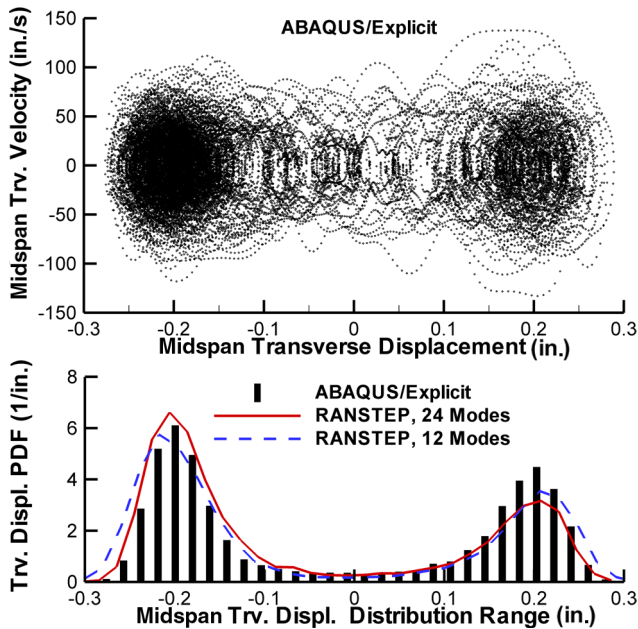 ABAQUS/Explicit
Midspan Trv. Velocity (in./s)
150
100
50
0
-50
-100
-150
-0.3 -0.2 -0.1 0 0.1 0.2 0.3
Midspan Transverse Displacement (in.)
Trv. Displ. PDF (1/in.)
8
6
4
2
0
ABAQUS/Explicit
RANSTEP, 24 Modes
RANSTEP, 12 Modes
-0.3 -0.2 -0.1 0 0.1 0.2 0.3
Midspan Trv. Displ. Distribution Range (in.)